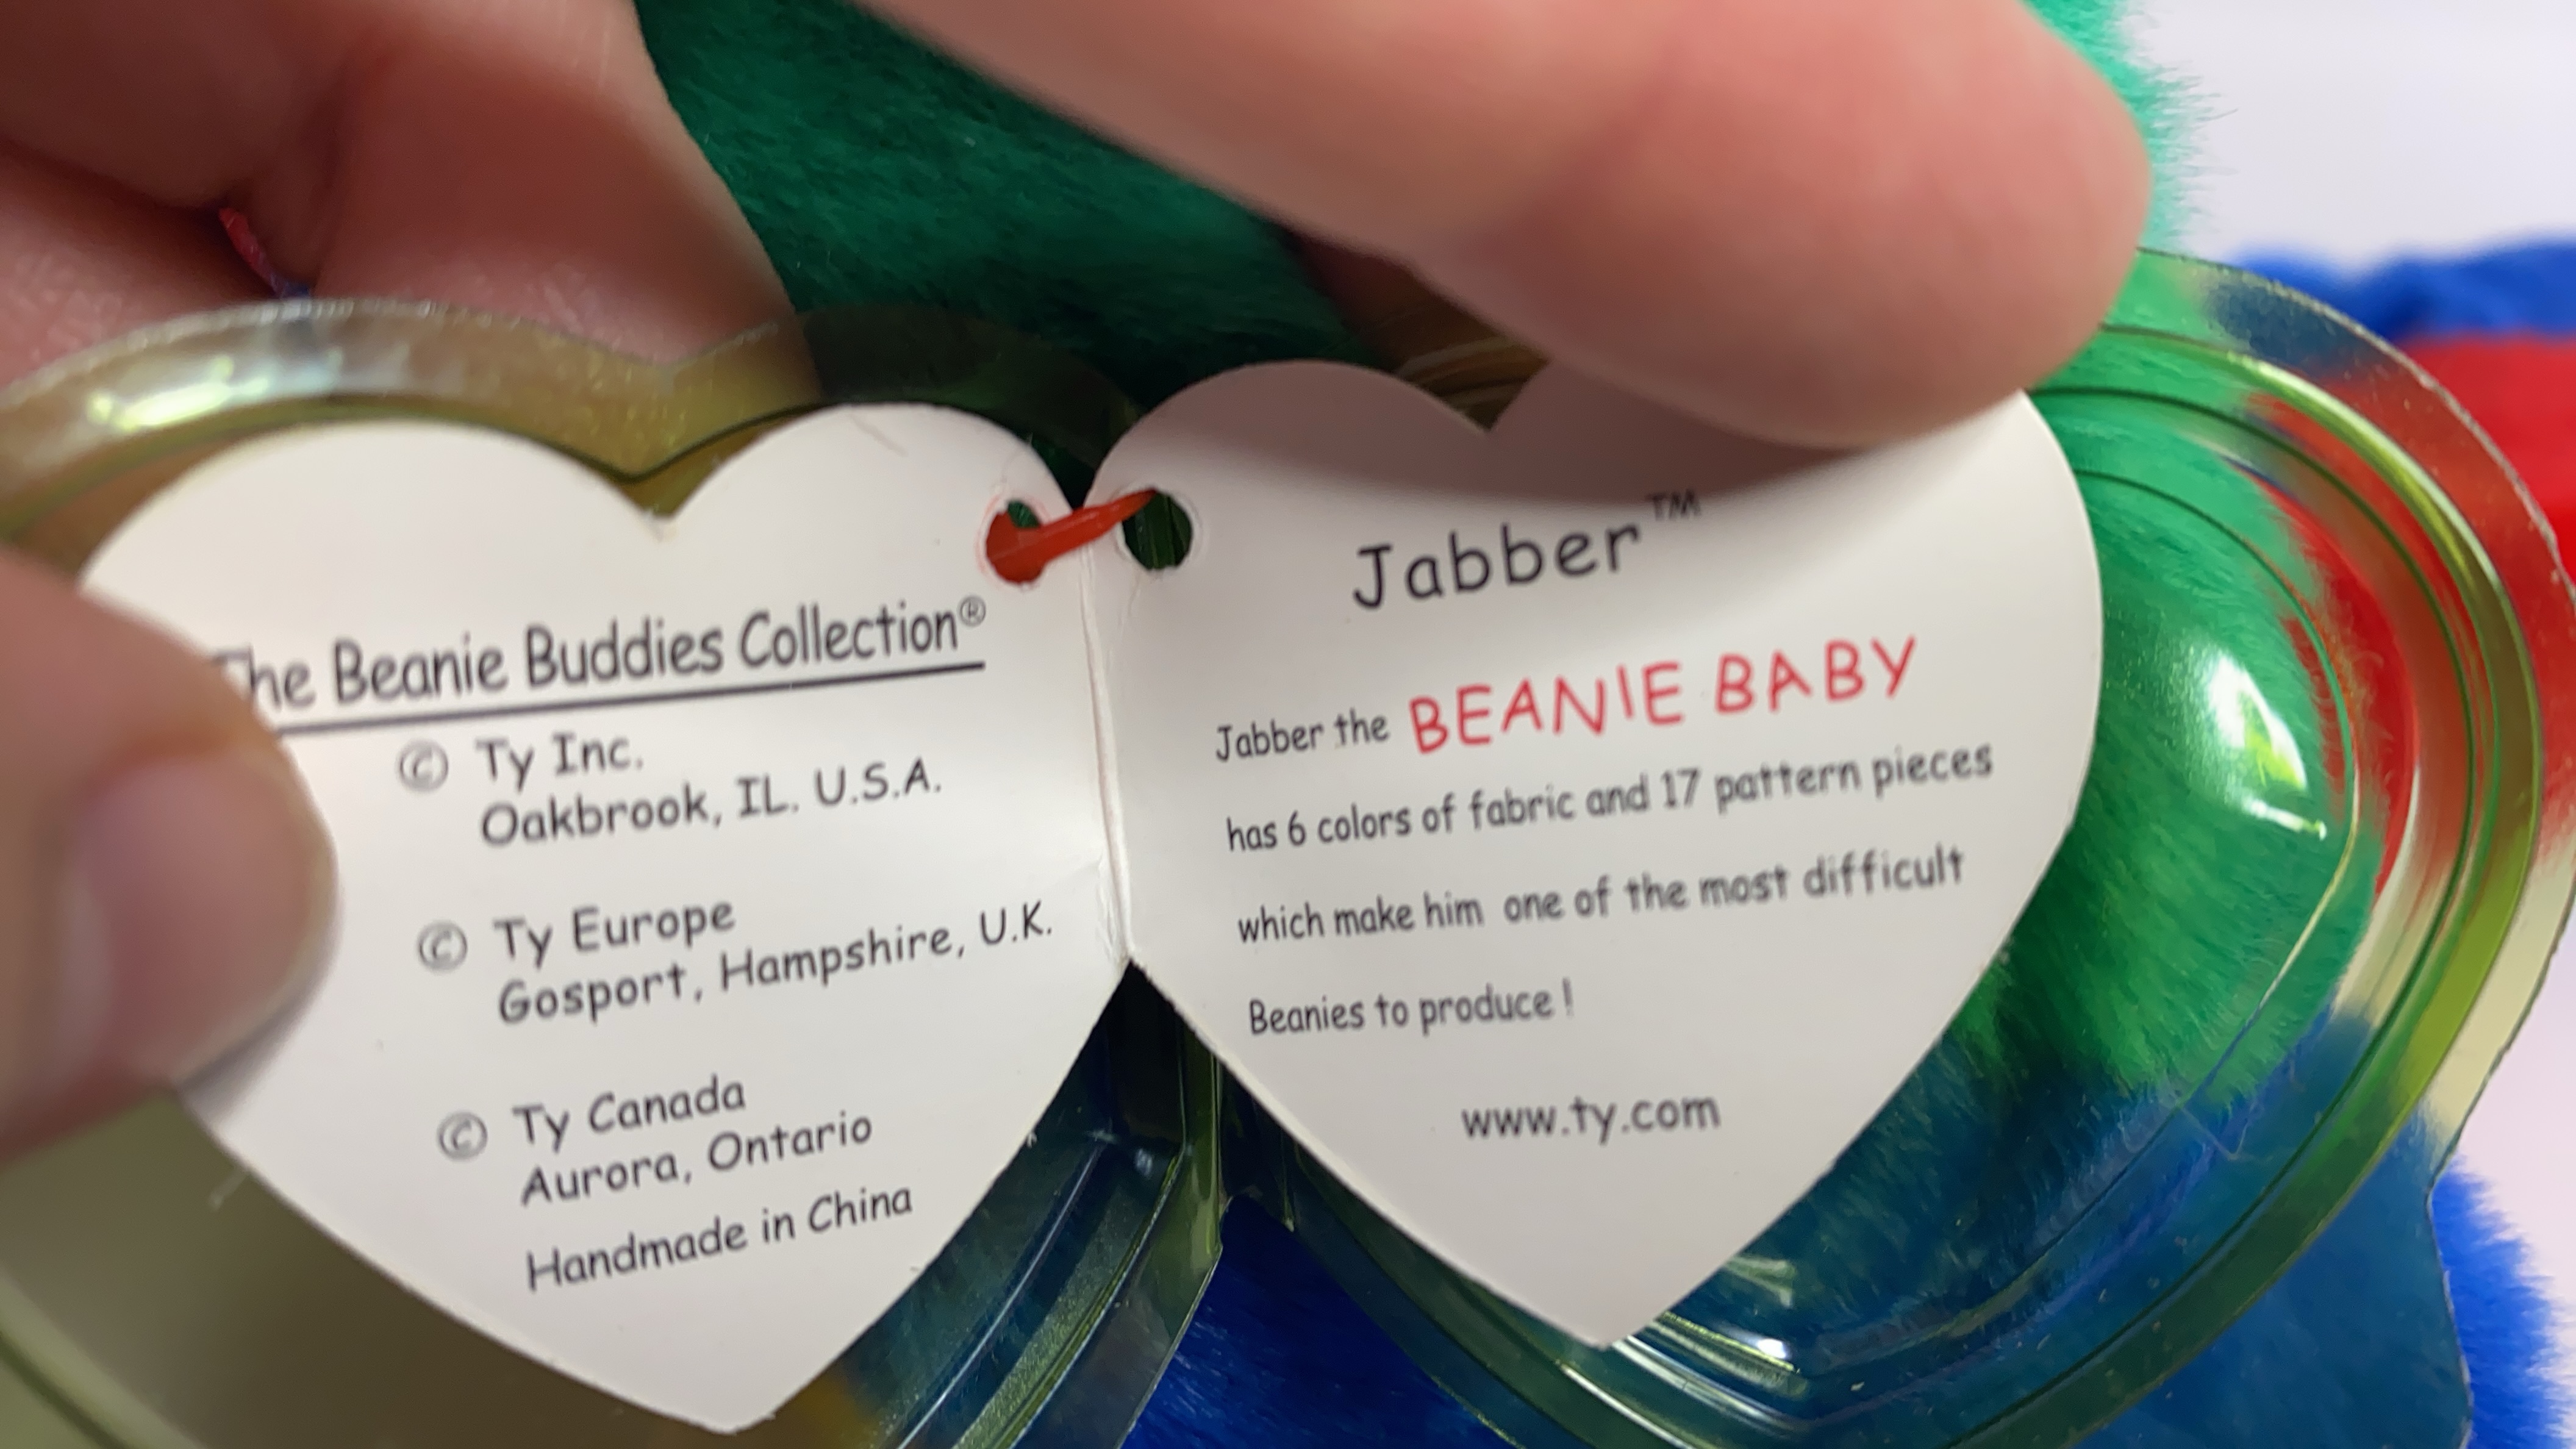 The Beanie Buddies Collection®
© Ty Inc.
Oakbrook, IL. U.S.A.
© Ty Europe
Gosport, Hampshire, U.K.
© Ty Canada
Aurora, Ontario
Handmade in China
Jabber™
Jabber the BEANIE BABY
has 6 colors of fabric and 17 pattern pieces
which make him one of the most difficult
Beanies to produce !
www.ty.com